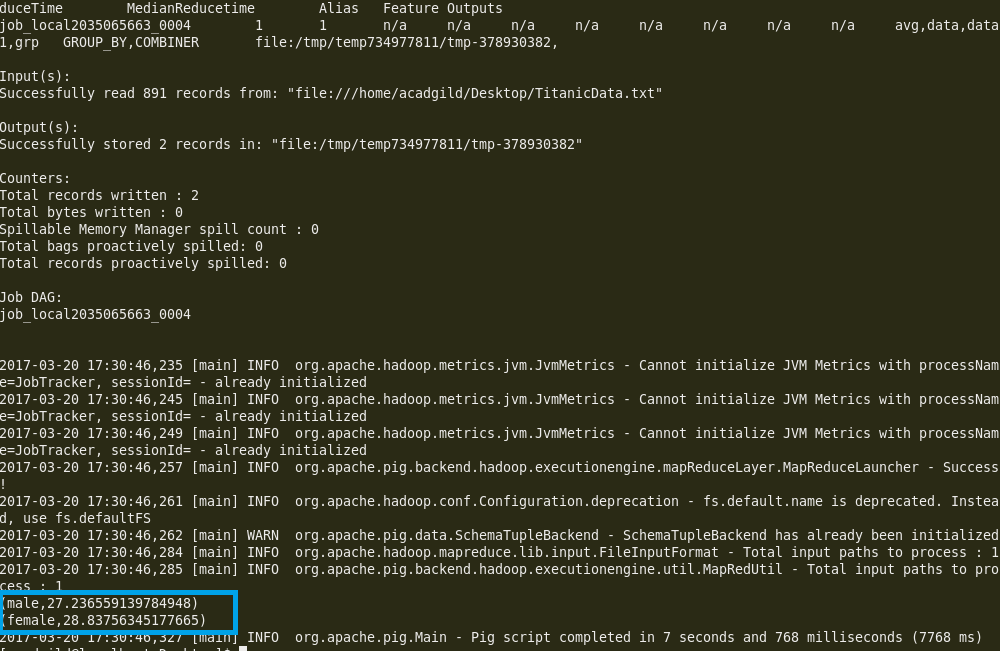 duceTime MedianReducetime Alias Feature Outputs
job_local2035065663_0004 1 1 n/a n/a n/a n/a n/a n/a n/a n/a avg,data,data
1,grp GROUP_BY,COMBINER file:/tmp/temp734977811/tmp-378930382,
Input(s):
Successfully read 891 records from: "file:///home/acadgild/Desktop/TitanicData.txt"
Output(s):
Successfully stored 2 records in: "file:/tmp/temp734977811/tmp-378930382"
Counters:
Total records written : 2
Total bytes written : 0
Spillable Memory Manager spill count : 0
Total bags proactively spilled: 0
Total records proactively spilled: 0
Job DAG:
job_local2035065663_0004
2017-03-20 17:30:46,235 [main] INFO org.apache.hadoop.metrics.jvm.JvmMetrics - Cannot initialize JVM Metrics with processNam
e=JobTracker, sessionId= - already initialized
2017-03-20 17:30:46,245 [main] INFO org.apache.hadoop.metrics.jvm.JvmMetrics - Cannot initialize JVM Metrics with processNam
e=JobTracker, sessionId= - already initialized
2017-03-20 17:30:46,249 [main] INFO org.apache.hadoop.metrics.jvm.JvmMetrics - Cannot initialize JVM Metrics with processNam
e=JobTracker, sessionId= - already initialized
2017-03-20 17:30:46,257 [main] INFO org.apache.pig.backend.hadoop.executionengine.mapReduceLayer.MapReduceLauncher - Success
!
2017-03-20 17:30:46,261 [main] INFO org.apache.hadoop.conf.Configuration.deprecation - fs.default.name is deprecated. Instea
d, use fs.defaultFS
2017-03-20 17:30:46,262 [main] WARN org.apache.pig.data.SchemaTupleBackend - SchemaTupleBackend has already been initialized
2017-03-20 17:30:46,284 [main] INFO org.apache.hadoop.mapreduce.lib.input.FileInputFormat - Total input paths to process : 1
2017-03-20 17:30:46,285 [main] INFO org.apache.pig.backend.hadoop.executionengine.util.MapRedUtil - Total input paths to pro
cess : 1
(male,27.236559139784948)
(female,28.83756345177665)
2017-03-20 17:30:46,327 [main] INFO org.apache.pig.Main - Pig script completed in 7 seconds and 768 milliseconds (7768 ms)